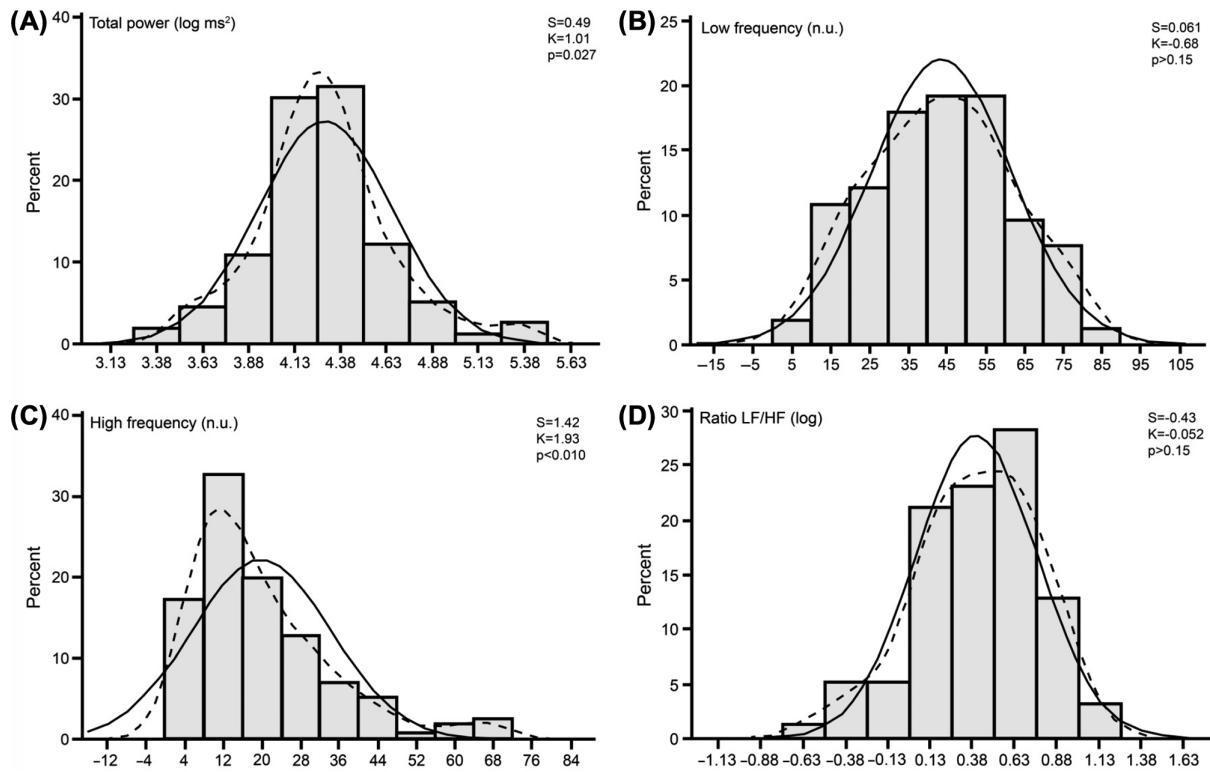 (A)
Total power (log ms²)
S=0.49
K=1.01
p=0.027
Percent
40
30
20
10
0
3.13 3.38 3.63 3.88 4.13 4.38 4.63 4.88 5.13 5.38 5.63
(B)
Low frequency (n.u.)
S=0.061
K=-0.68
p>0.15
Percent
25
20
15
10
5
0
–15 –5 5 15 25 35 45 55 65 75 85 95 105
(C)
High frequency (n.u.)
S=1.42
K=1.93
p<0.010
Percent
40
30
20
10
0
–12 –4 4 12 20 28 36 44 52 60 68 76 84
(D)
Ratio LF/HF (log)
S=-0.43
K=-0.052
p>0.15
Percent
30
25
20
15
10
5
0
–1.13 –0.88 –0.63 –0.38 –0.13 0.13 0.38 0.63 0.88 1.13 1.38 1.63